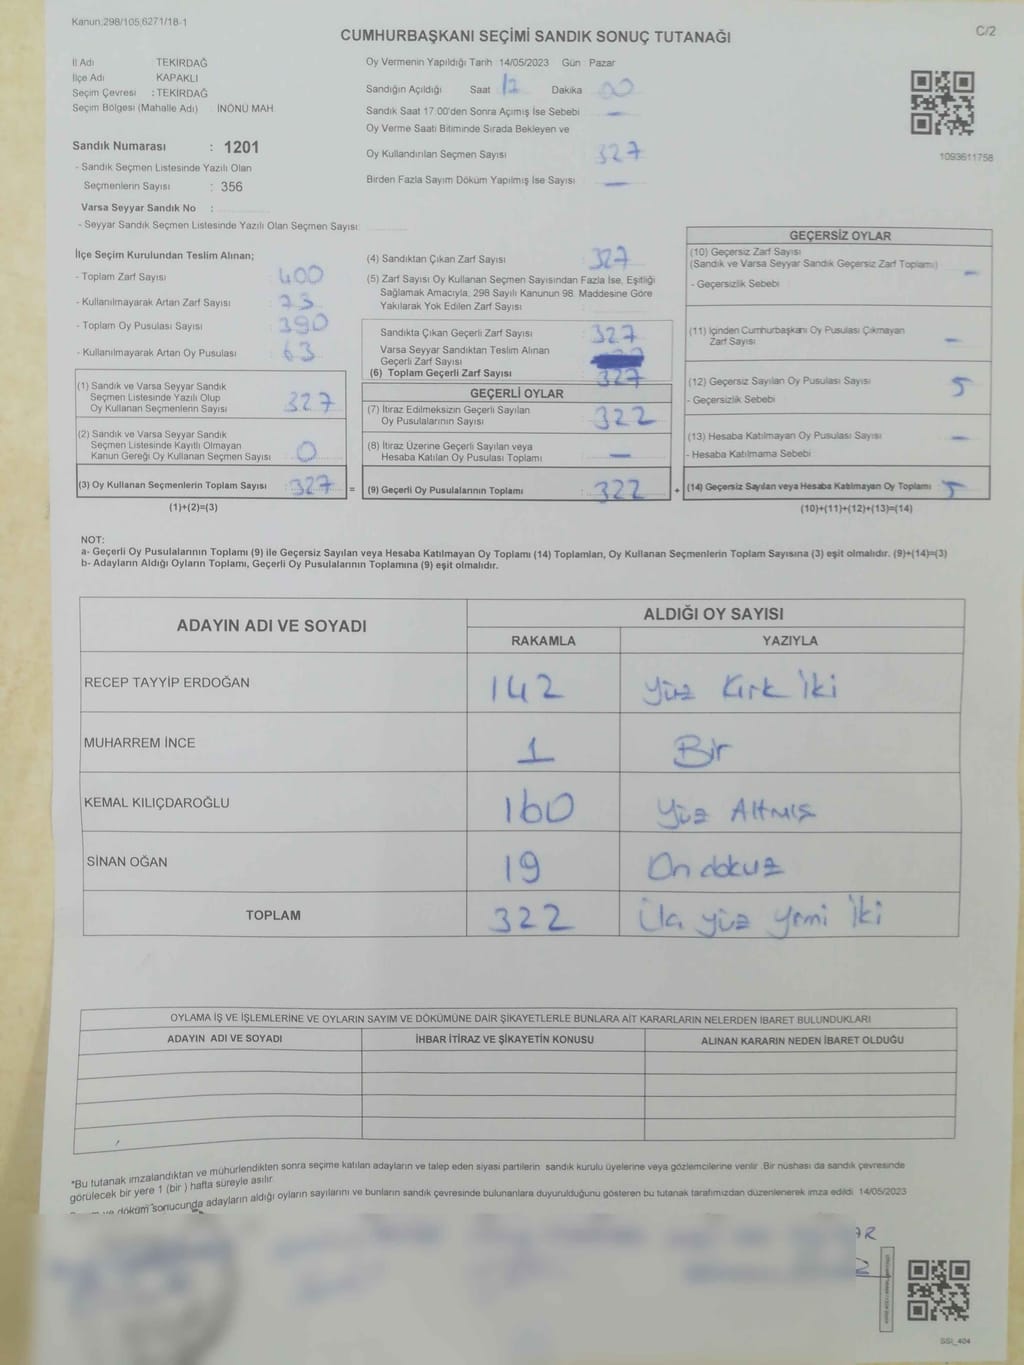 Kanun,298/105,6271/18-1
C/2
CUMHURBAŞKANI SEÇİMİ SANDIK SONUÇ TUTANAĞI
İl Adı TEKİRDAĞ
İlçe Adı KAPAKLI
Seçim Çevresi : TEKİRDAĞ
Seçim Bölgesi (Mahalle Adı) İNÖNÜ MAH
Sandık Numarası : 1201
- Sandık Seçmen Listesinde Yazılı Olan
Seçmenlerin Sayısı : 356
Varsa Seyyar Sandık No :
- Seyyar Sandık Seçmen Listesinde Yazılı Olan Seçmen Sayısı:
Oy Vermenin Yapıldığı Tarih 14/05/2023 Gün : Pazar
Sandığın Açıldığı Saat 17 Dakika 00
Sandık Saat 17:00'den Sonra Açımış İse Sebebi —
Oy Verme Saati Bitiminde Sırada Bekleyen ve
Oy Kullandırılan Seçmen Sayısı 327
Birden Fazla Sayım Döküm Yapılmış İse Sayısı —
1093611758
İlçe Seçim Kurulundan Teslim Alınan;
- Toplam Zarf Sayısı : 400
- Kullanılmayarak Artan Zarf Sayısı : 73
- Toplam Oy Pusulası Sayısı : 390
- Kullanılmayarak Artan Oy Pusulası : 63
(1) Sandık ve Varsa Seyyar Sandık
Seçmen Listesinde Yazılı Olup
Oy Kullanan Seçmenlerin Sayısı : 327
(2) Sandık ve Varsa Seyyar Sandık
Seçmen Listesinde Kayıtlı Olmayan
Kanun Gereği Oy Kullanan Seçmen Sayısı : 0
(3) Oy Kullanan Seçmenlerin Toplam Sayısı : 327 =
(1)+(2)=(3)
(4) Sandıktan Çıkan Zarf Sayısı : 327
(5) Zarf Sayısı Oy Kullanan Seçmen Sayısından Fazla İse, Eşitliği
Sağlamak Amacıyla, 298 Sayılı Kanunun 98. Maddesine Göre
Yakılarak Yok Edilen Zarf Sayısı :
Sandıkta Çıkan Geçerli Zarf Sayısı : 327
Varsa Seyyar Sandıktan Teslim Alınan
Geçerli Zarf Sayısı
(6) Toplam Geçerli Zarf Sayısı : 327
GEÇERLİ OYLAR
(7) İtiraz Edilmeksizin Geçerli Sayılan
Oy Pusulalarının Sayısı : 322
(8) İtiraz Üzerine Geçerli Sayılan veya
Hesaba Katılan Oy Pusulası Toplamı : —
(9) Geçerli Oy Pusulalarının Toplamı : 322 +
GEÇERSİZ OYLAR
(10) Geçersiz Zarf Sayısı
(Sandık ve Varsa Seyyar Sandık Geçersiz Zarf Toplamı) —
- Geçersizlik Sebebi
(11) İçinden Cumhurbaşkanı Oy Pusulası Çıkmayan
Zarf Sayısı —
(12) Geçersiz Sayılan Oy Pusulası Sayısı 5
- Geçersizlik Sebebi
(13) Hesaba Katılmayan Oy Pusulası Sayısı —
- Hesaba Katılmama Sebebi
(14) Geçersiz Sayılan veya Hesaba Katılmayan Oy Toplamı : 5
(10)+(11)+(12)+(13)=(14)
NOT:
a- Geçerli Oy Pusulalarının Toplamı (9) ile Geçersiz Sayılan veya Hesaba Katılmayan Oy Toplamı (14) Toplamları, Oy Kullanan Seçmenlerin Toplam Sayısına (3) eşit olmalıdır. (9)+(14)=(3)
b- Adayların Aldığı Oyların Toplamı, Geçerli Oy Pusulalarının Toplamına (9) eşit olmalıdır.
ADAYIN ADI VE SOYADI
ALDIĞI OY SAYISI
RAKAMLA YAZIYLA
RECEP TAYYİP ERDOĞAN 142 Yüz Kırk İki
MUHARREM İNCE 1 Bir
KEMAL KILIÇDAROĞLU 160 Yüz Altmış
SİNAN OĞAN 19 On dokuz
TOPLAM 322 Üç yüz yirmi iki
OYLAMA İŞ VE İŞLEMLERİNE VE OYLARIN SAYIM VE DÖKÜMÜNE DAİR ŞİKAYETLERLE BUNLARA AİT KARARLARIN NELERDEN İBARET BULUNDUKLARI
ADAYIN ADI VE SOYADI İHBAR İTİRAZ VE ŞİKAYETİN KONUSU ALINAN KARARIN NEDEN İBARET OLDUĞU
*Bu tutanak imzalandıktan ve mühürlendikten sonra seçime katılan adayların ve talep eden siyasi partilerin sandık kurulu üyelerine veya gözlemcilerine verilir .Bir nüshası da sandık çevresinde
görülecek bir yere 1 (bir ) hafta süreyle asılır.
ve döküm sonucunda adayların aldığı oyların sayılarını ve bunların sandık çevresinde bulunanlara duyurulduğunu gösteren bu tutanak tarafımızdan düzenlenerek imza edildi 14/05/2023
SSI_404